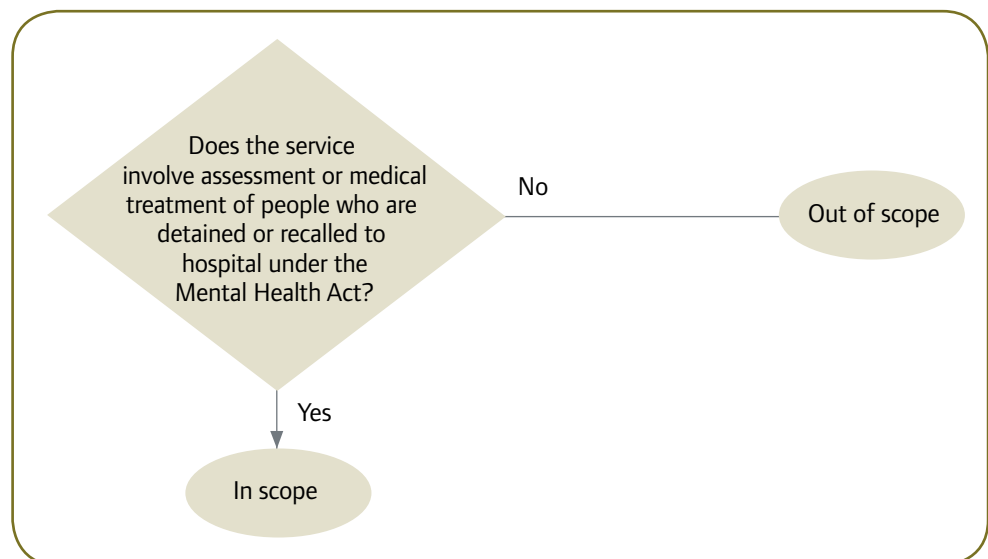 Does the service
involve assessment or medical
treatment of people who are
detained or recalled to
hospital under the
Mental Health Act?
No
Out of scope
Yes
In scope